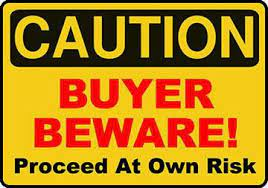 CAUTION
BUYER
BEWARE!
Proceed At Own Risk